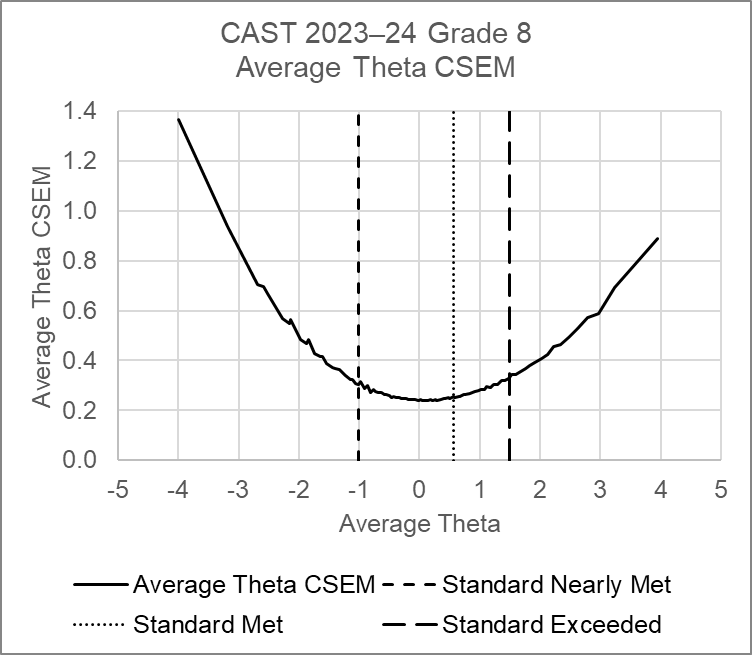 CAST 2023–24 Grade 8
Average Theta CSEM
Average Theta CSEM
1.4
1.2
1.0
0.8
0.6
0.4
0.2
0.0
-5 -4 -3 -2 -1 0 1 2 3 4 5
Average Theta
Average Theta CSEM Standard Nearly Met
Standard Met Standard Exceeded